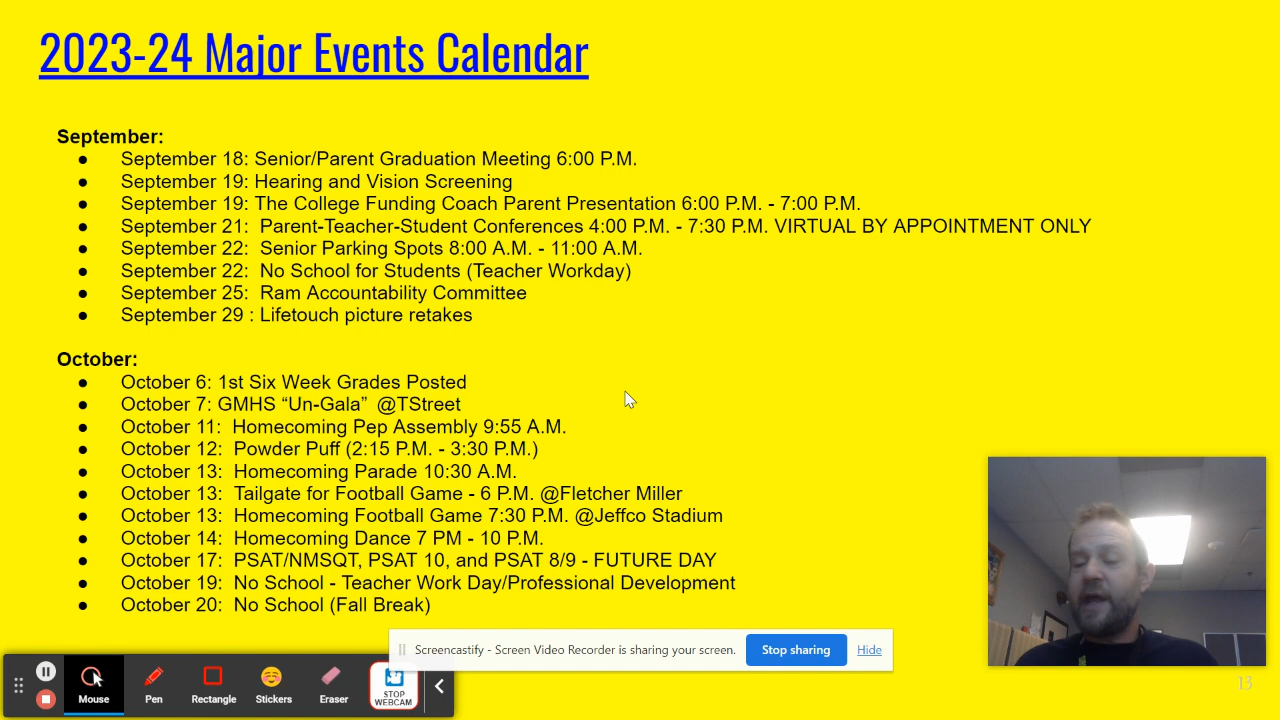 2023-24 Major Events Calendar
September:
● September 18: Senior/Parent Graduation Meeting 6:00 P.M.
● September 19: Hearing and Vision Screening
● September 19: The College Funding Coach Parent Presentation 6:00 P.M. - 7:00 P.M.
● September 21:  Parent-Teacher-Student Conferences 4:00 P.M. - 7:30 P.M. VIRTUAL BY APPOINTMENT ONLY
● September 22:  Senior Parking Spots 8:00 A.M. - 11:00 A.M.
● September 22:  No School for Students (Teacher Workday)
● September 25:  Ram Accountability Committee
● September 29 : Lifetouch picture retakes
October:
● October 6: 1st Six Week Grades Posted
● October 7: GMHS “Un-Gala”  @TStreet
● October 11:  Homecoming Pep Assembly 9:55 A.M.
● October 12:  Powder Puff (2:15 P.M. - 3:30 P.M.)
● October 13:  Homecoming Parade 10:30 A.M.
● October 13:  Tailgate for Football Game - 6 P.M. @Fletcher Miller
● October 13:  Homecoming Football Game 7:30 P.M. @Jeffco Stadium
● October 14:  Homecoming Dance 7 PM - 10 P.M.
● October 17:  PSAT/NMSQT, PSAT 10, and PSAT 8/9 - FUTURE DAY
● October 19:  No School - Teacher Work Day/Professional Development
● October 20:  No School (Fall Break)
Screencastify - Screen Video Recorder is sharing your screen. Stop sharing Hide
Mouse Pen Rectangle Stickers Eraser STOP
WEBCAM
13